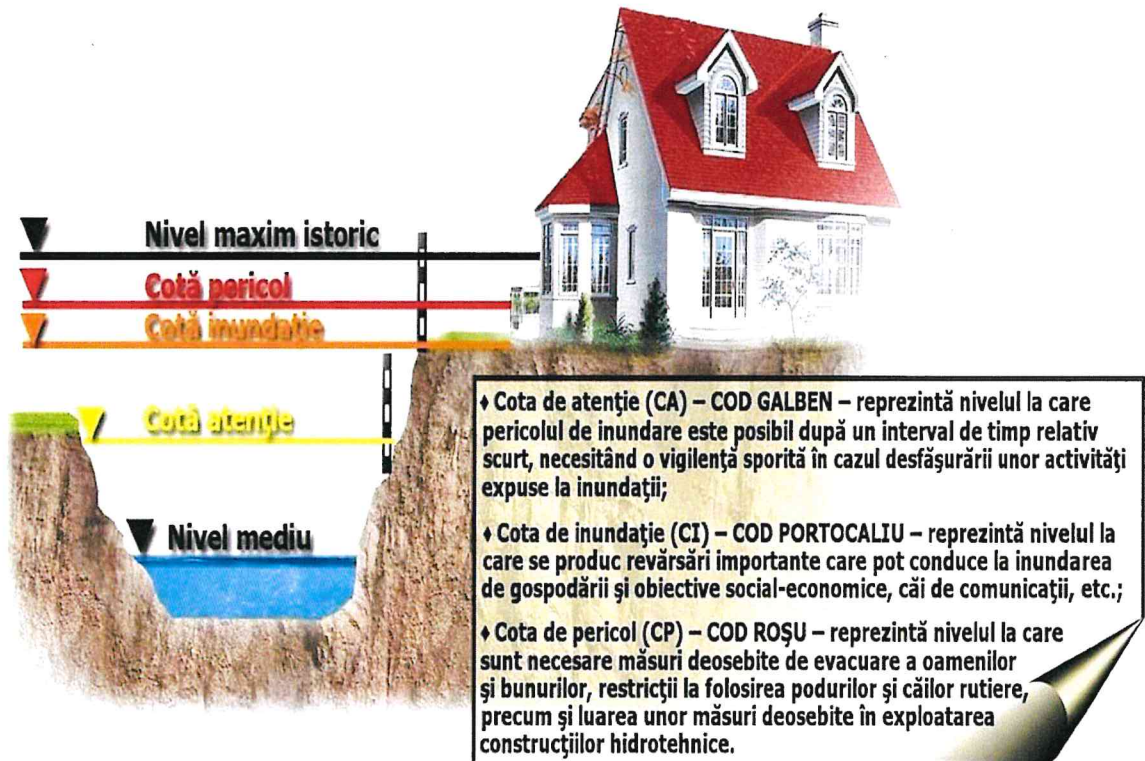 Nivel maxim istoric
Cotă pericol
Cotă inundaţie
Cotă atenţie
Nivel mediu
♦ Cota de atenţie (CA) – COD GALBEN – reprezintă nivelul la care
pericolul de inundare este posibil după un interval de timp relativ
scurt, necesitând o vigilenţă sporită în cazul desfăşurării unor activităţi
expuse la inundaţii;
♦ Cota de inundaţie (CI) – COD PORTOCALIU – reprezintă nivelul la
care se produc revărsări importante care pot conduce la inundarea
de gospodării şi obiective social-economice, căi de comunicaţii, etc.;
♦ Cota de pericol (CP) – COD ROŞU – reprezintă nivelul la care
sunt necesare măsuri deosebite de evacuare a oamenilor
şi bunurilor, restricţii la folosirea podurilor şi căilor rutiere,
precum şi luarea unor măsuri deosebite în exploatarea
construcţiilor hidrotehnice.